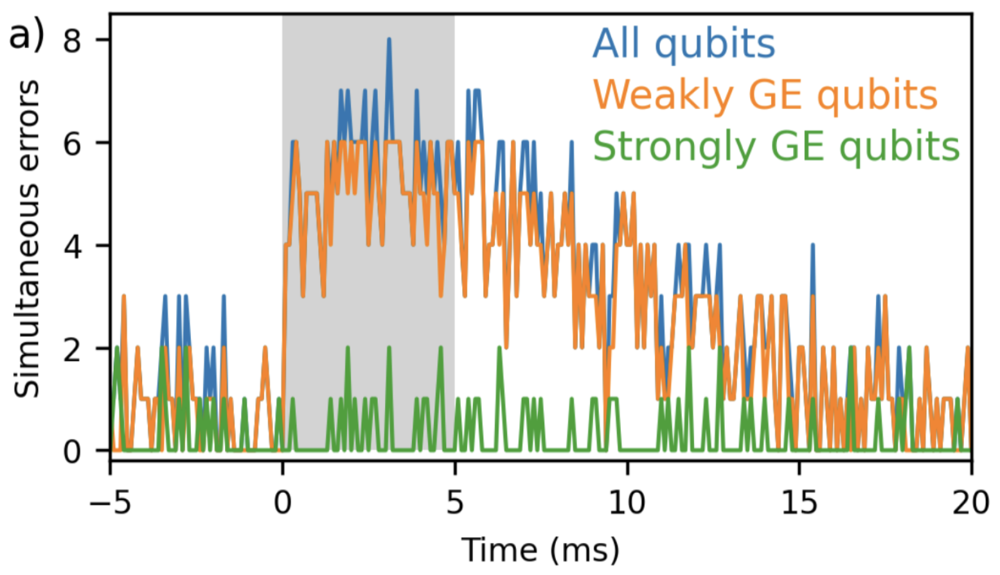 a)
8
6
4
2
0
Simultaneous errors
All qubits
Weakly GE qubits
Strongly GE qubits
−5 0 5 10 15 20
Time (ms)